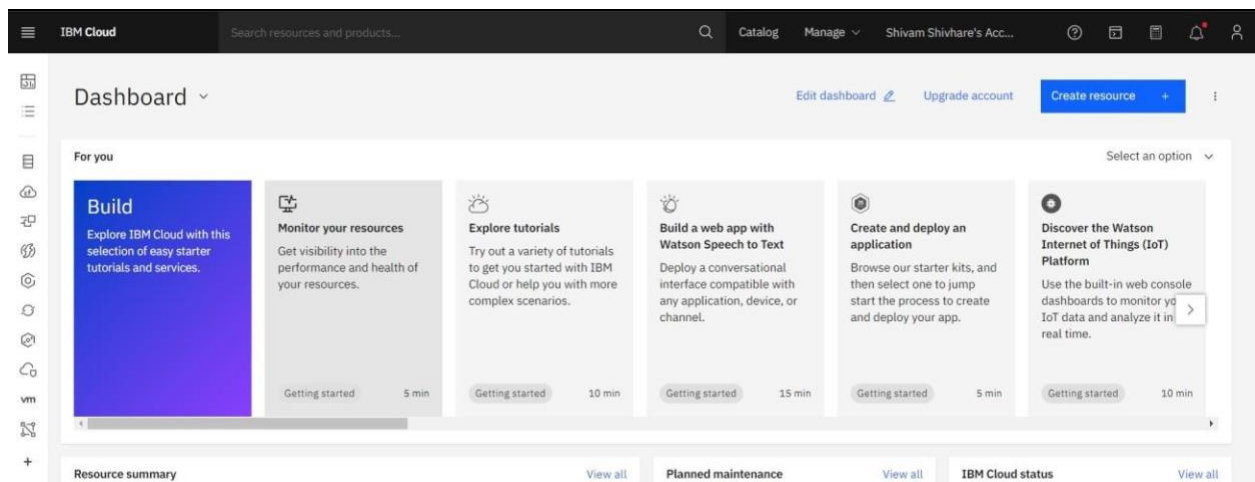 IBM Cloud
Search resources and products...
Catalog
Manage
Shivam Shivhare's Acc...
Dashboard
Edit dashboard
Upgrade account
Create resource +
For you
Select an option
Build
Explore IBM Cloud with this
selection of easy starter
tutorials and services.
Monitor your resources
Get visibility into the
performance and health of
your resources.
Getting started
5 min
Explore tutorials
Try out a variety of tutorials
to get you started with IBM
Cloud or help you with more
complex scenarios.
Getting started
10 min
Build a web app with
Watson Speech to Text
Deploy a conversational
interface compatible with
any application, device, or
channel.
Getting started
15 min
Create and deploy an
application
Browse our starter kits, and
then select one to jump
start the process to create
and deploy your app.
Getting started
5 min
Discover the Watson
Internet of Things (IoT)
Platform
Use the built-in web console
dashboards to monitor yo
IoT data and analyze it in
real time.
Getting started
10 min
vm
Resource summary
View all
Planned maintenance
View all
IBM Cloud status
View all